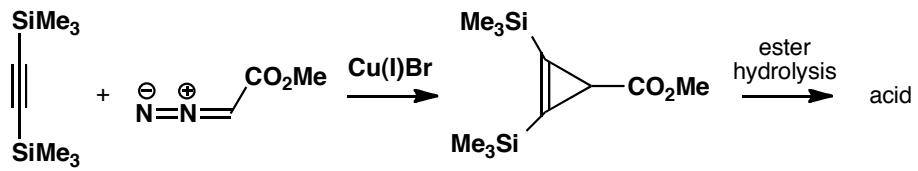 SiMe3
SiMe3
+
⊖ ⊕
N=N=
CO2Me
Cu(I)Br
Me3Si
Me3Si
CO2Me
ester
hydrolysis
acid